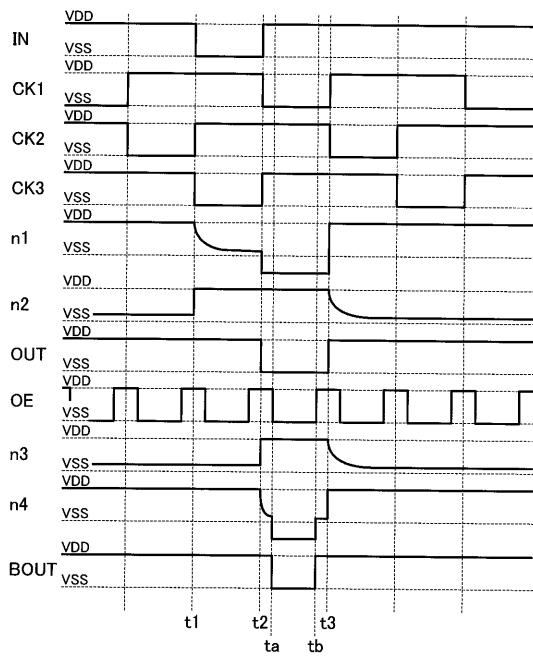 VDD
IN
VSS
VDD
CK1
VSS
VDD
CK2
VSS
VDD
CK3
VSS
VDD
n1
VSS
VDD
n2
VSS
VDD
OUT
VSS
VDD
OE
VSS
VDD
n3
VSS
VDD
n4
VSS
VDD
BOUT
VSS
t1 t2 t3
ta tb